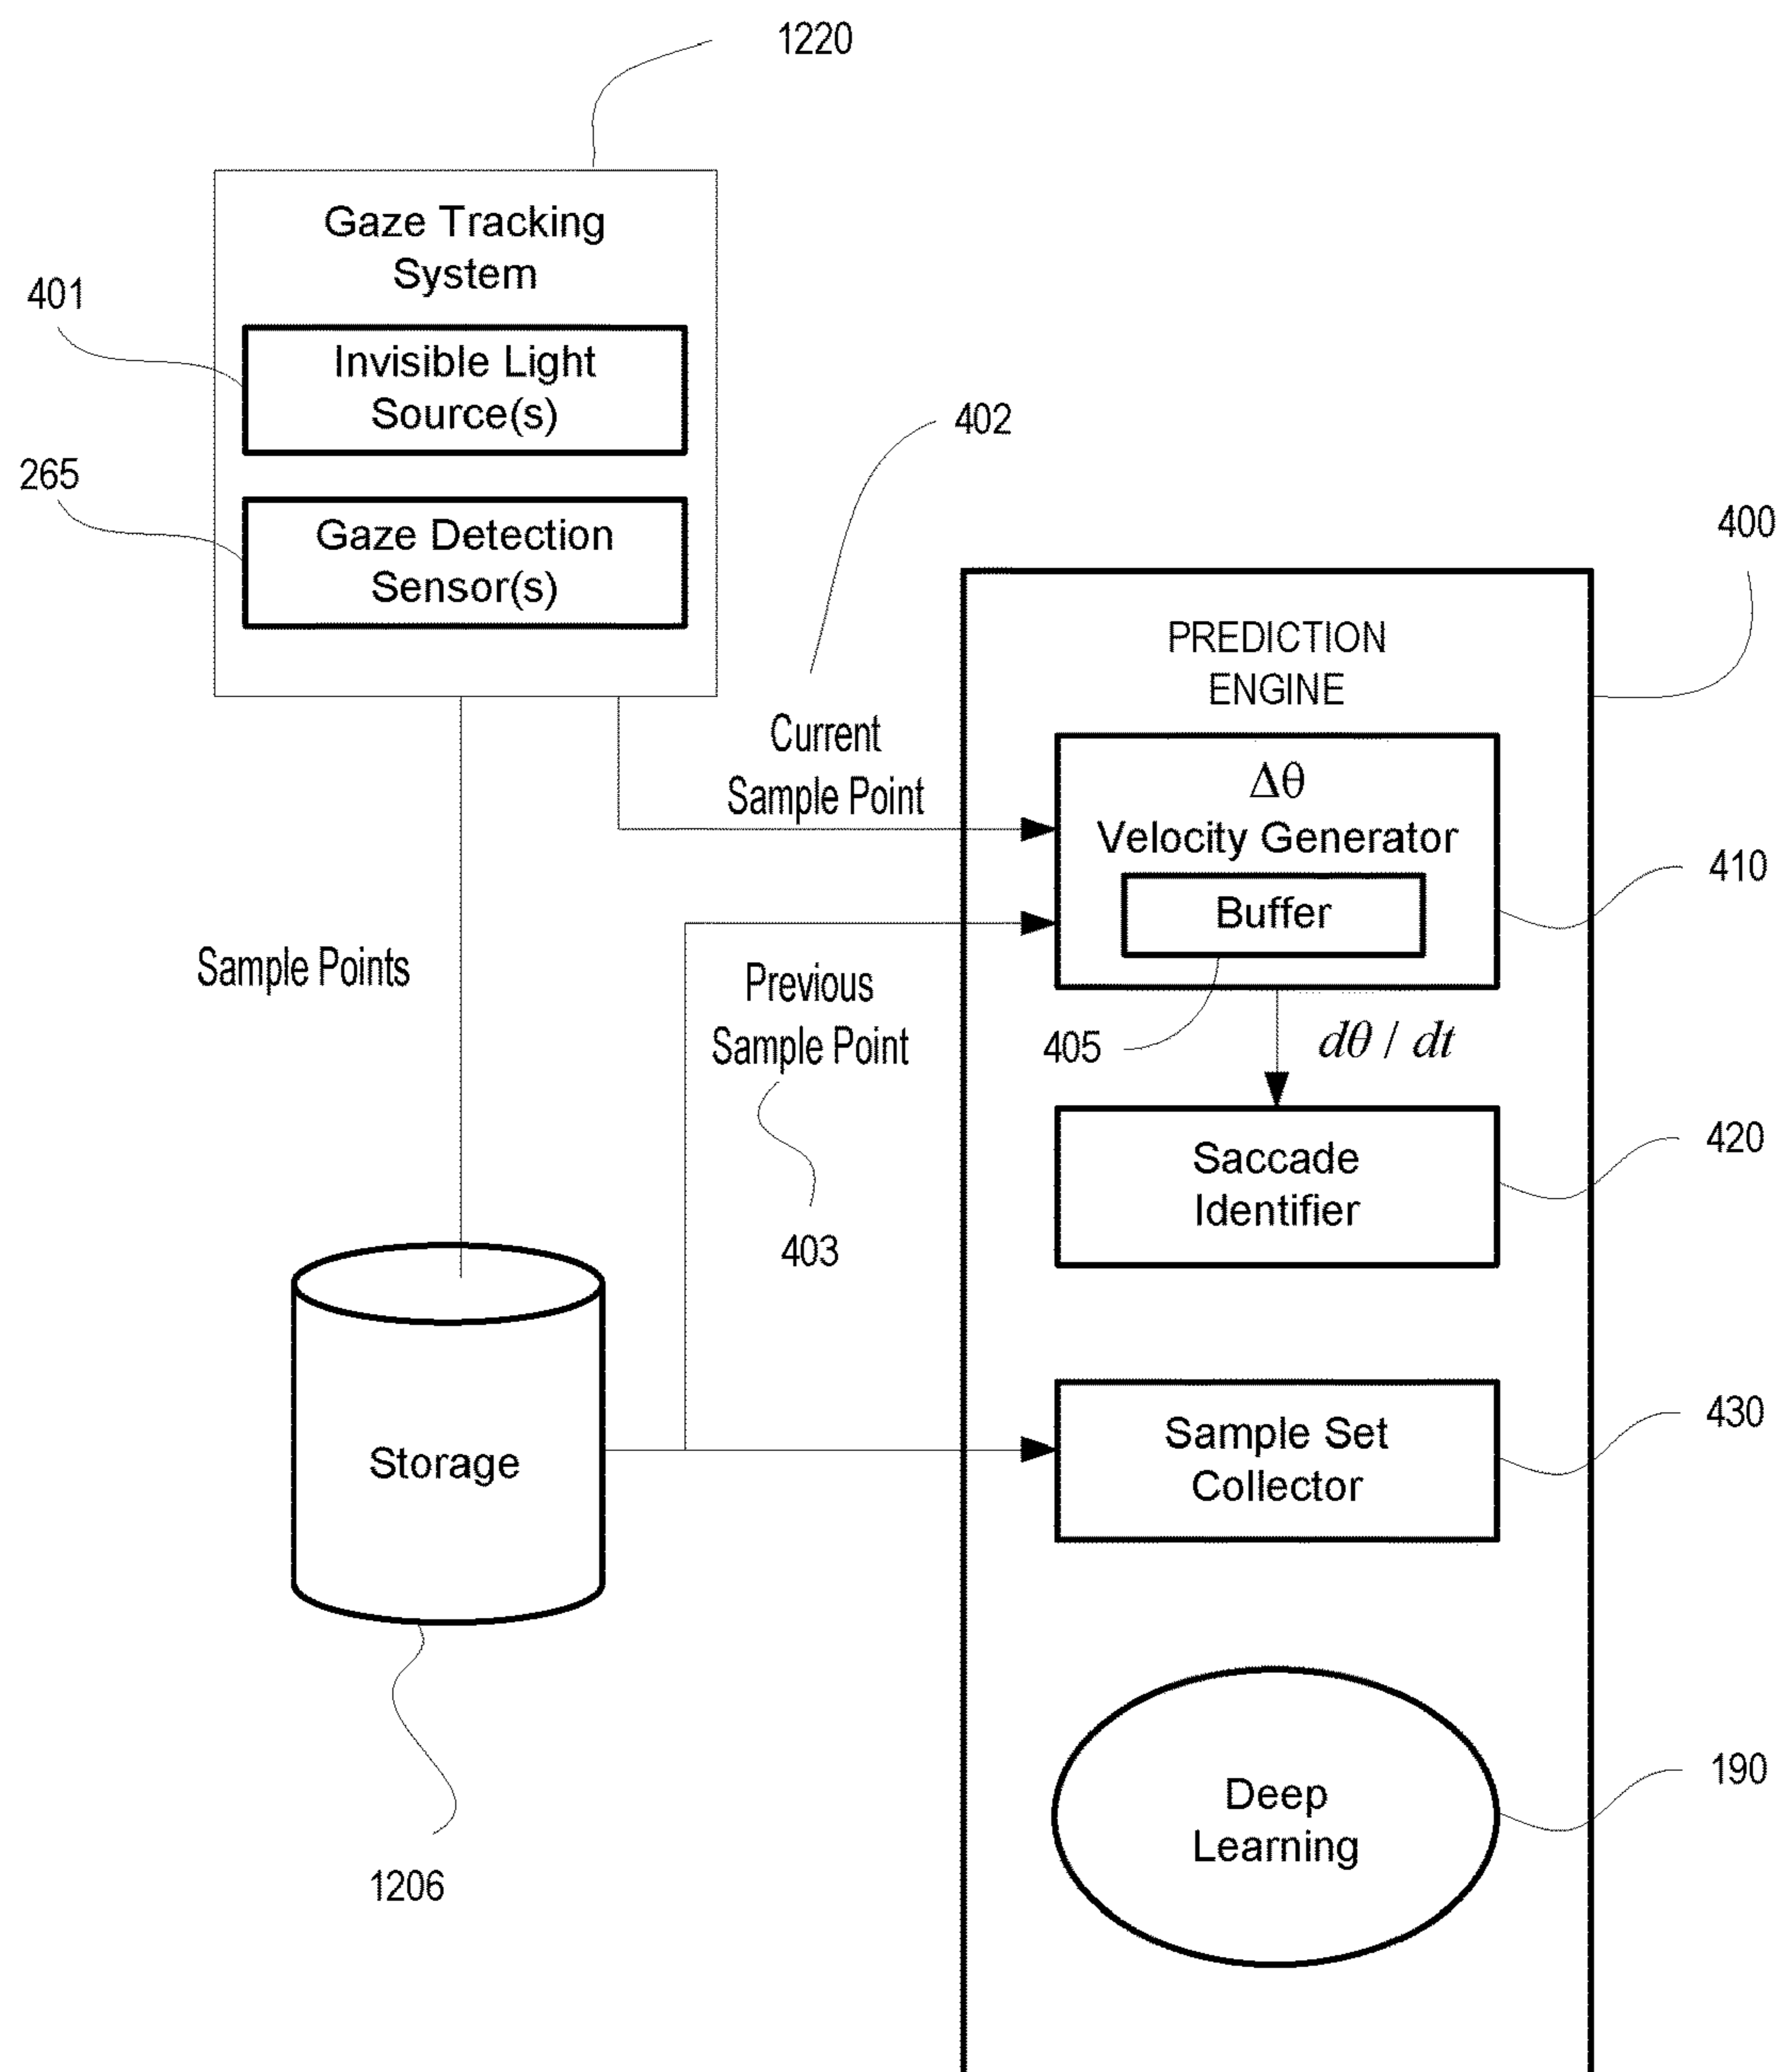 1220
Gaze Tracking
System
401
Invisible Light
Source(s)
402
265
Gaze Detection
Sensor(s)
400
PREDICTION
ENGINE
Current
Sample Point
Δθ
Velocity Generator
410
Buffer
Sample Points
Previous
Sample Point
405
dθ / dt
420
Saccade
Identifier
403
430
Sample Set
Collector
Storage
190
Deep
Learning
1206